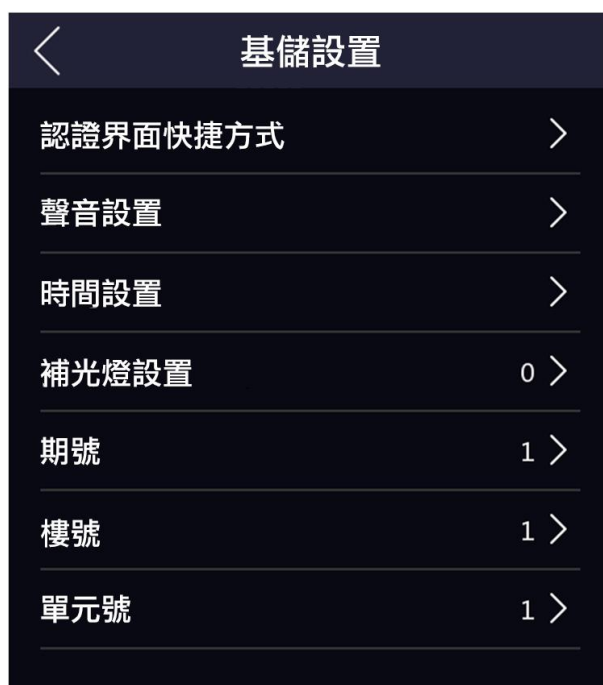 基儲設置
認證界面快捷方式
聲音設置
時間設置
補光燈設置 0
期號 1
樓號 1
單元號 1